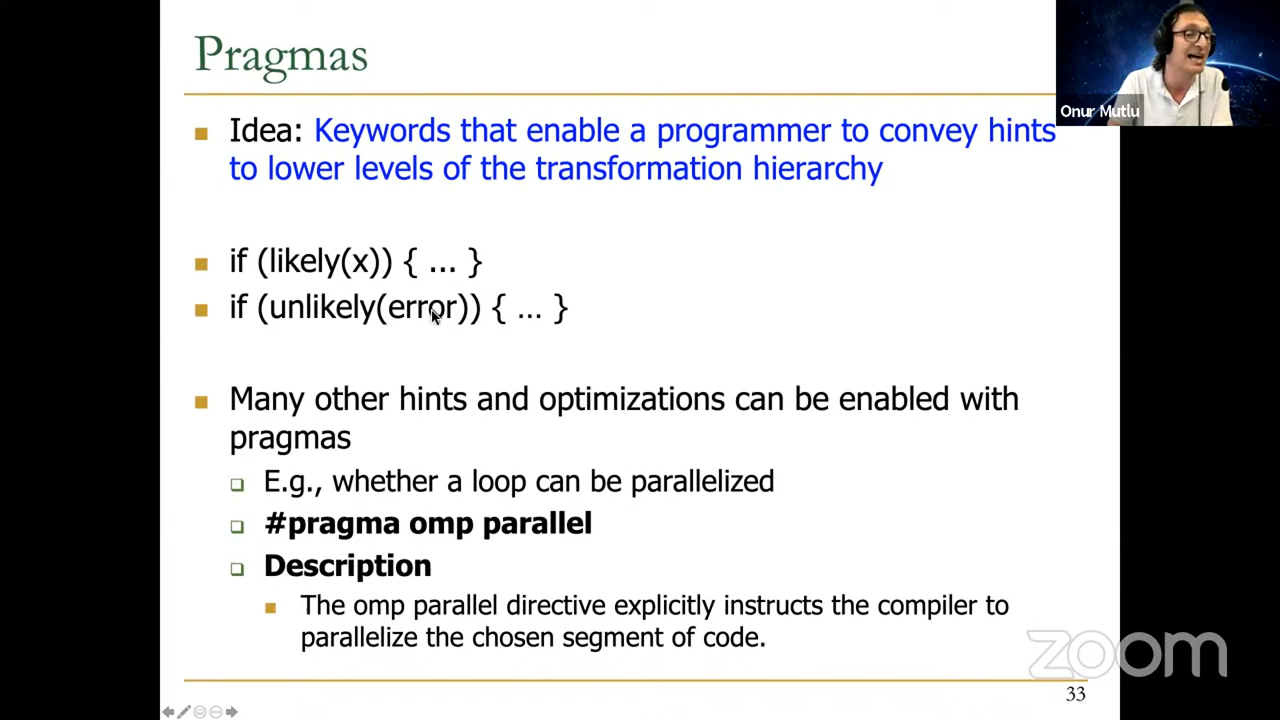 Pragmas
Onur Mutlu
Idea: Keywords that enable a programmer to convey hints
to lower levels of the transformation hierarchy
if (likely(x)) { ... }
if (unlikely(error)) { ... }
Many other hints and optimizations can be enabled with
pragmas
E.g., whether a loop can be parallelized
#pragma omp parallel
Description
The omp parallel directive explicitly instructs the compiler to
parallelize the chosen segment of code.
zoom
33